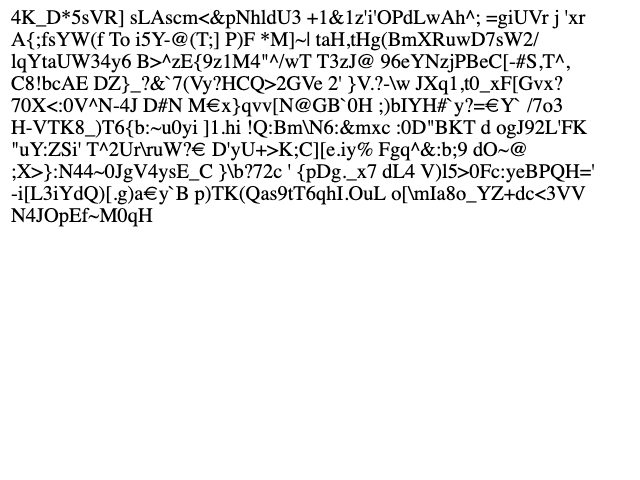 4K_D*5sVR] sLAscm<&pNhldU3 +1&1z'i'OPdLwAh^; =giUVr j 'xr
A{;fsYW(f To i5Y-@(T;] P)F *M]~| taH,tHg(BmXRuwD7sW2/
lqYtaUW34y6 B>^zE{9z1M4"^/wT T3zJ@ 96eYNzjPBeC[-#S,T^,
C8!bcAE DZ}_?&`7(Vy?HCQ>2GVe 2' }V.?-\w JXq1,t0_xF[Gvx?
70X<:0V^N-4J D#N M€x}qvv[N@GB`0H ;)bIYH#`y?=€Y` /7o3
H-VTK8_)T6{b:~u0yi ]1.hi !Q:Bm\N6:&mxc :0D"BKT d ogJ92L'FK
"uY:ZSi' T^2Ur\ruW?€ D'yU+>K;C][e.iy% Fgq^&:b;9 dO~@
;X>}:N44~0JgV4ysE_C }\b?72c ' {pDg._x7 dL4 V)l5>0Fc:yeBPQH='
-i[L3iYdQ)[.g)a€y`B p)TK(Qas9tT6qhI.OuL o[\mIa8o_YZ+dc<3VV
N4JOpEf~M0qH